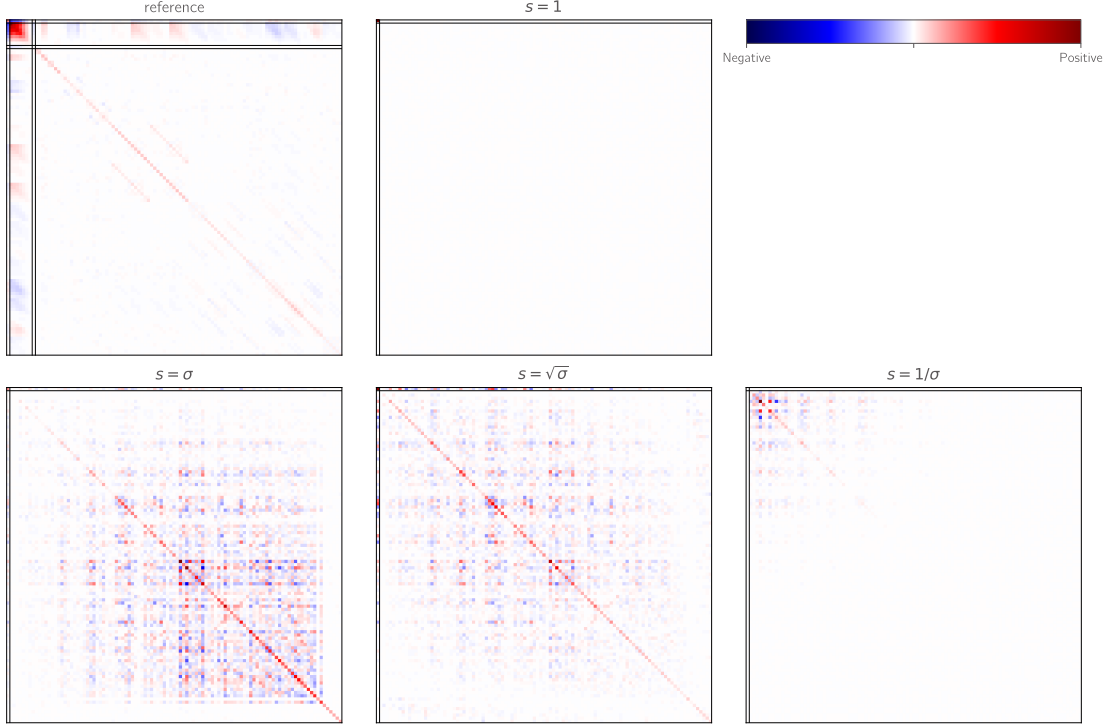 reference
s = 1
Negative
Positive
s = σ
s = √σ
s = 1/σ